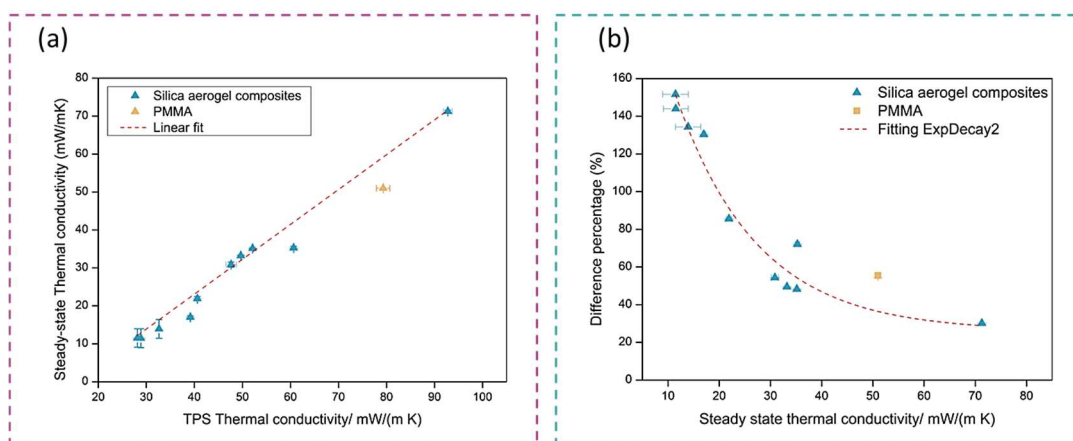 (a)
80
70
60
50
40
30
20
10
0
20 30 40 50 60 70 80 90 100
Steady-state Thermal conductivity (mW/mK)
TPS Thermal conductivity/ mW/(m K)
Silica aerogel composites
PMMA
Linear fit
(b)
160
140
120
100
80
60
40
20
0
10 20 30 40 50 60 70 80
Difference percentage (%)
Steady state thermal conductivity/ mW/(m K)
Silica aerogel composites
PMMA
Fitting ExpDecay2